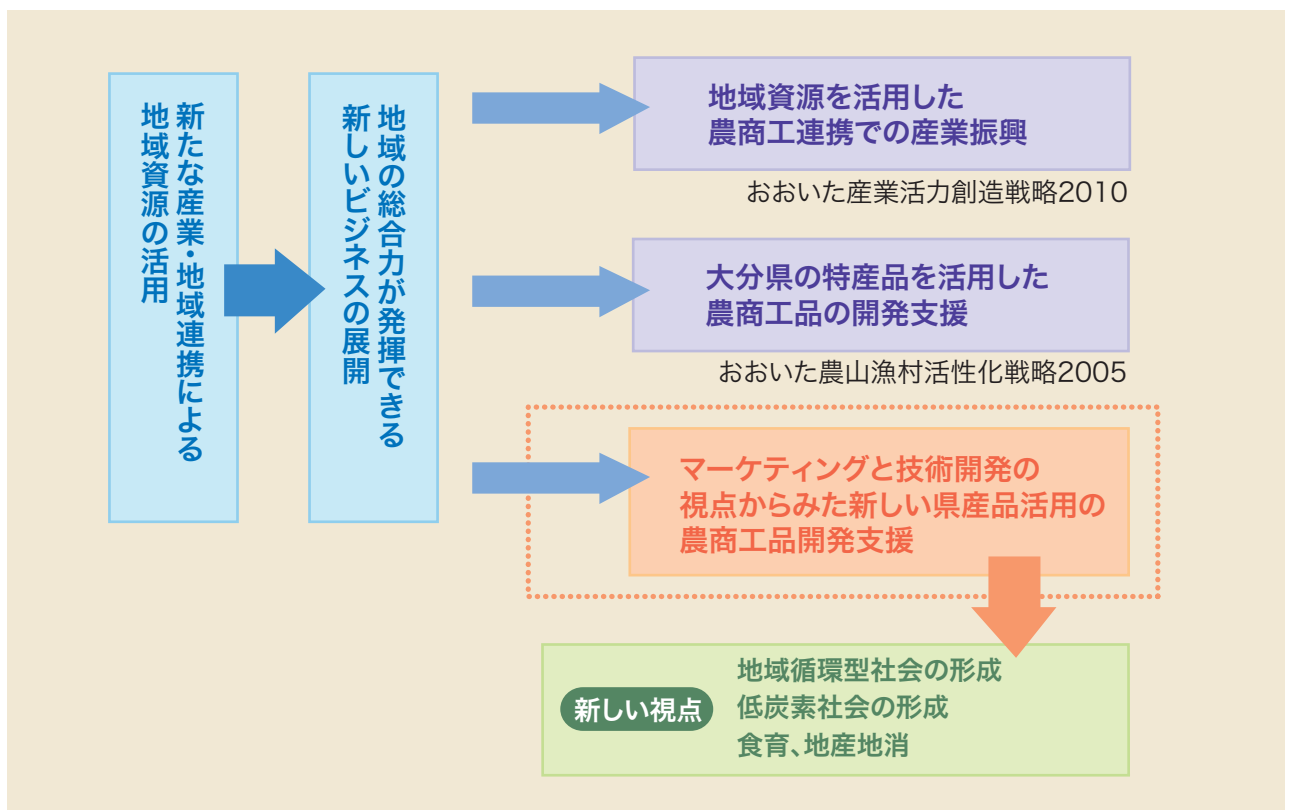 新たな産業・地域連携による
地域資源の活用
地域の総合力が発揮できる
新しいビジネスの展開
地域資源を活用した
農商工連携での産業振興
おおいた産業活力創造戦略2010
大分県の特産品を活用した
農商工品の開発支援
おおいた農山漁村活性化戦略2005
マーケティングと技術開発の
視点からみた新しい県産品活用の
農商工品開発支援
新しい視点
地域循環型社会の形成
低炭素社会の形成
食育、地産地消